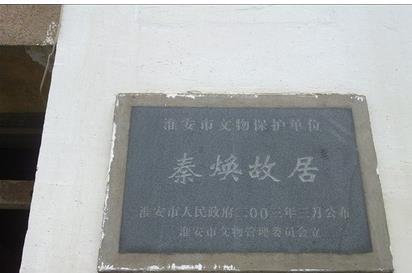 淮安市文物保护单位
秦焕故居
淮安市人民政府二00三年三月公布
淮安市文物管理委员会立